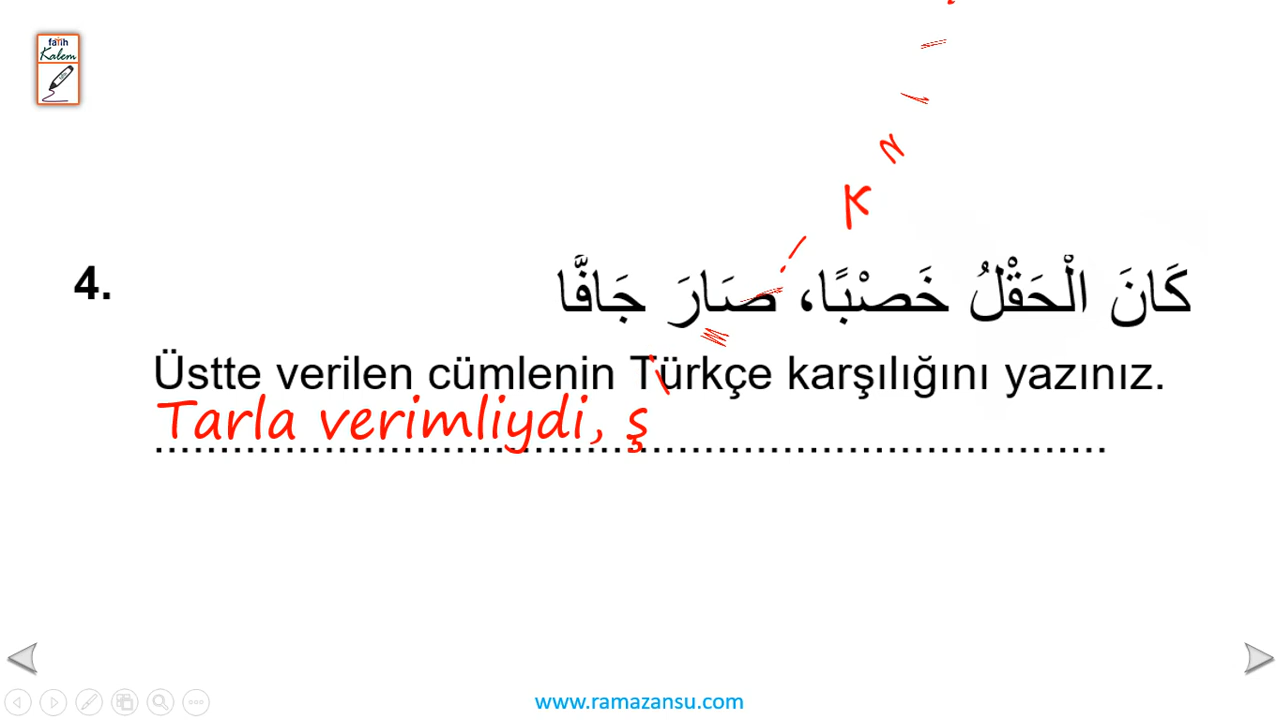 fatih
Kalem
K
4. كَانَ الْحَقْلُ خَصْبًا، صَارَ جَافًّا
Üstte verilen cümlenin Türkçe karşılığını yazınız.
Tarla verimliydi, ş
www.ramazansu.com